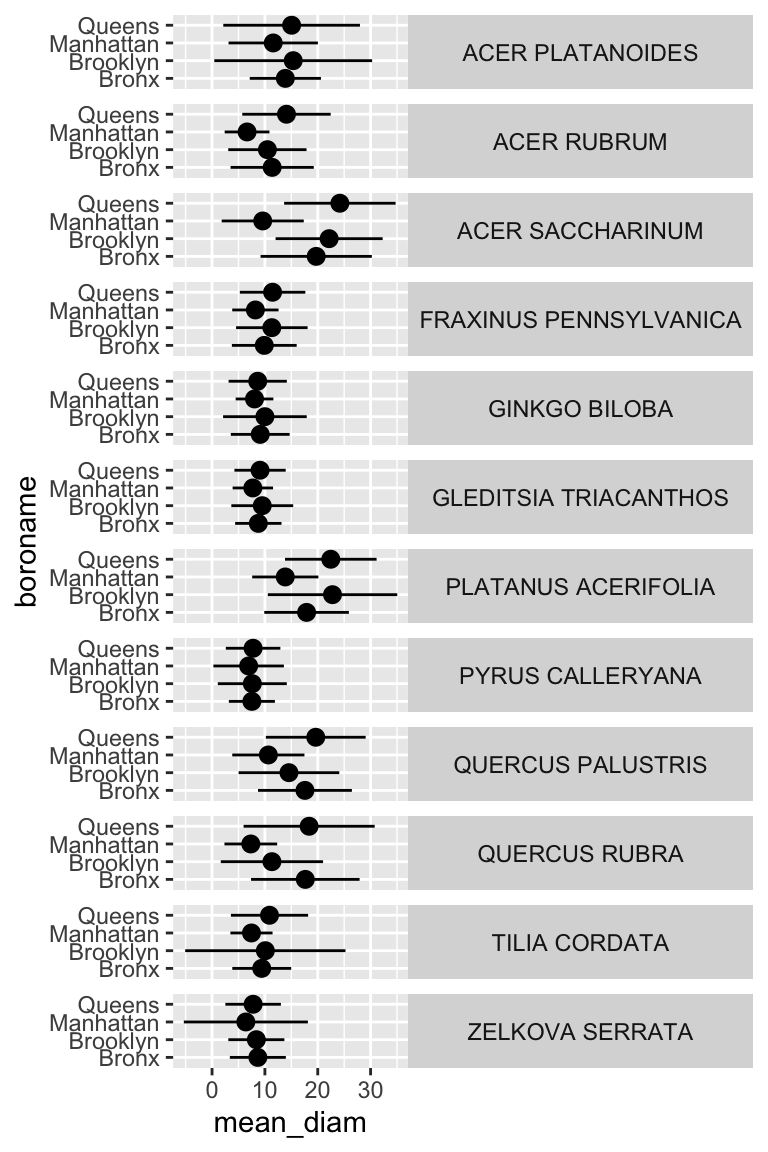 Queens
Manhattan
Brooklyn
Bronx
ACER PLATANOIDES
Queens
Manhattan
Brooklyn
Bronx
ACER RUBRUM
Queens
Manhattan
Brooklyn
Bronx
ACER SACCHARINUM
Queens
Manhattan
Brooklyn
Bronx
FRAXINUS PENNSYLVANICA
Queens
Manhattan
Brooklyn
Bronx
GINKGO BILOBA
Queens
Manhattan
Brooklyn
Bronx
GLEDITSIA TRIACANTHOS
boroname
Queens
Manhattan
Brooklyn
Bronx
PLATANUS ACERIFOLIA
Queens
Manhattan
Brooklyn
Bronx
PYRUS CALLERYANA
Queens
Manhattan
Brooklyn
Bronx
QUERCUS PALUSTRIS
Queens
Manhattan
Brooklyn
Bronx
QUERCUS RUBRA
Queens
Manhattan
Brooklyn
Bronx
TILIA CORDATA
Queens
Manhattan
Brooklyn
Bronx
ZELKOVA SERRATA
0 10 20 30
mean_diam